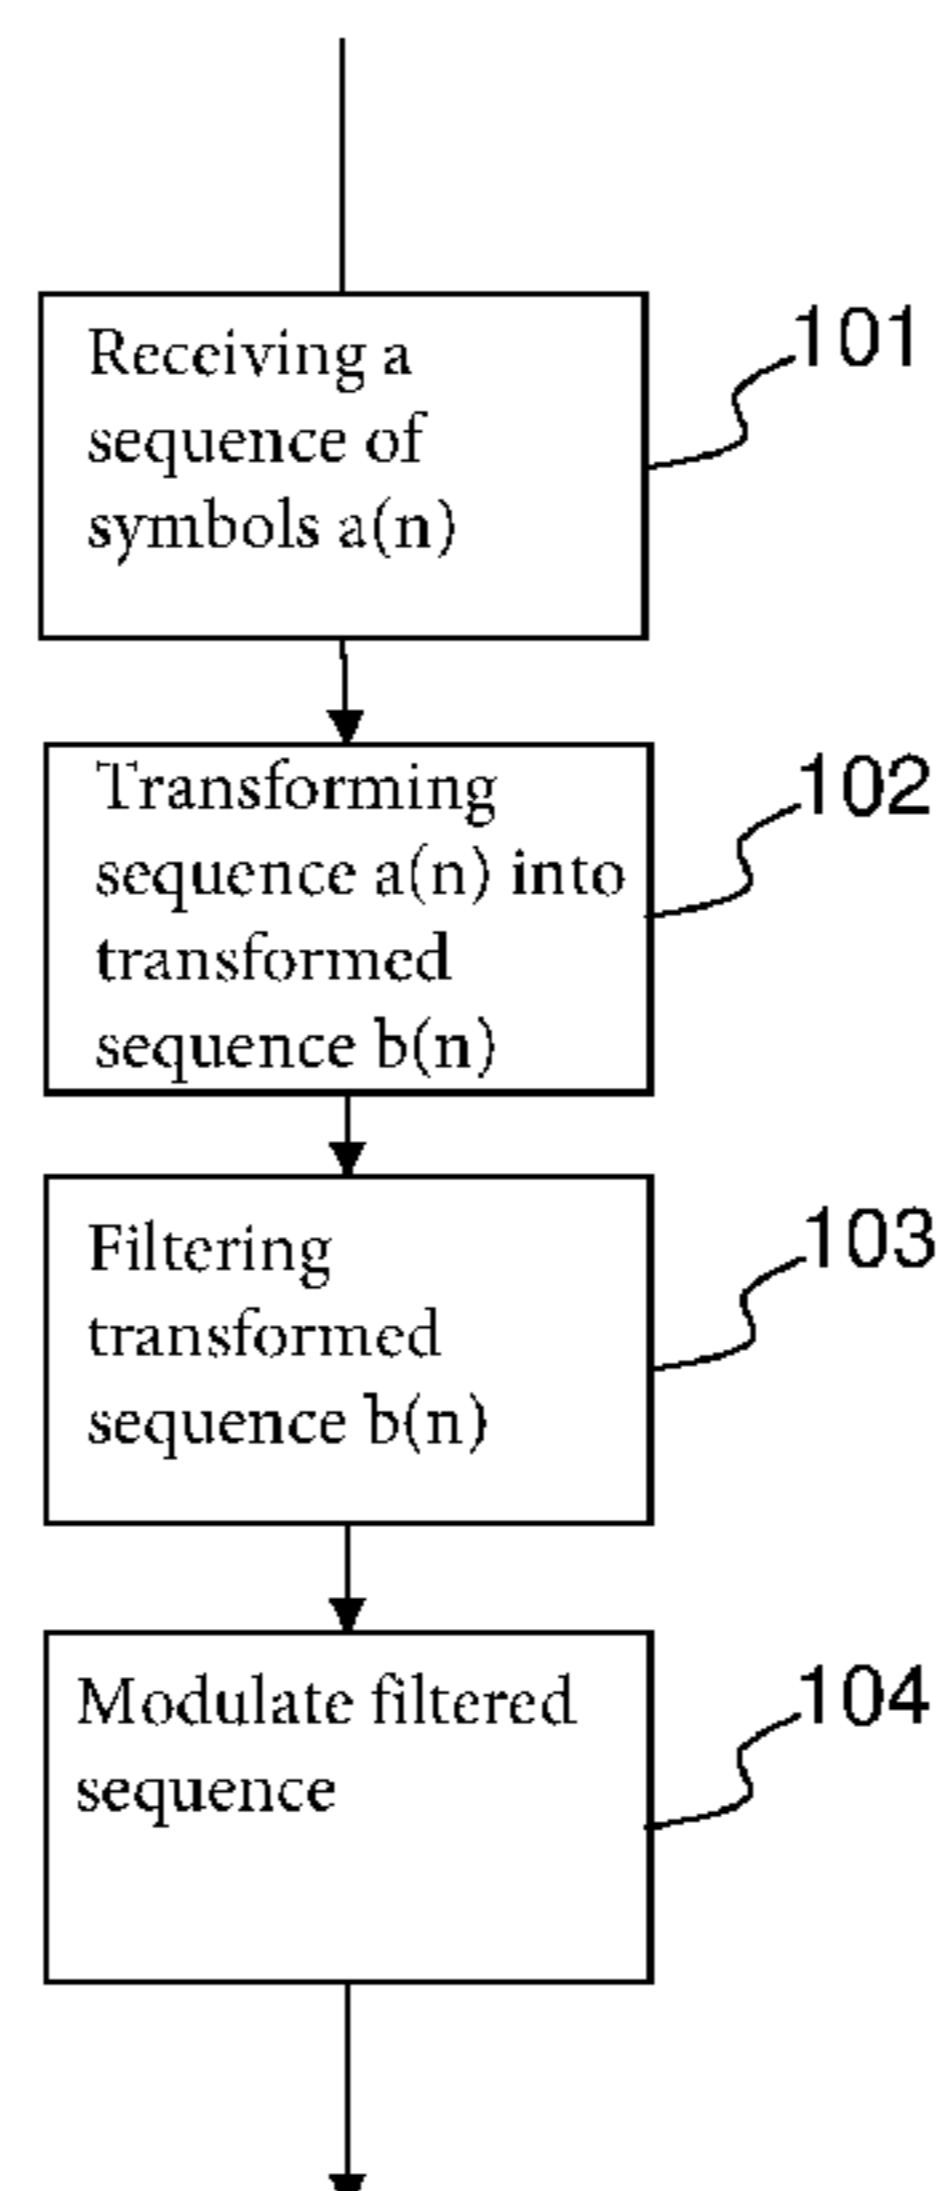 Receiving a
101
sequence of
symbols a(n)
Transforming
102
sequence a(n) into
transformed
sequence b(n)
Filtering
103
transformed
sequence b(n)
Modulate filtered
104
sequence